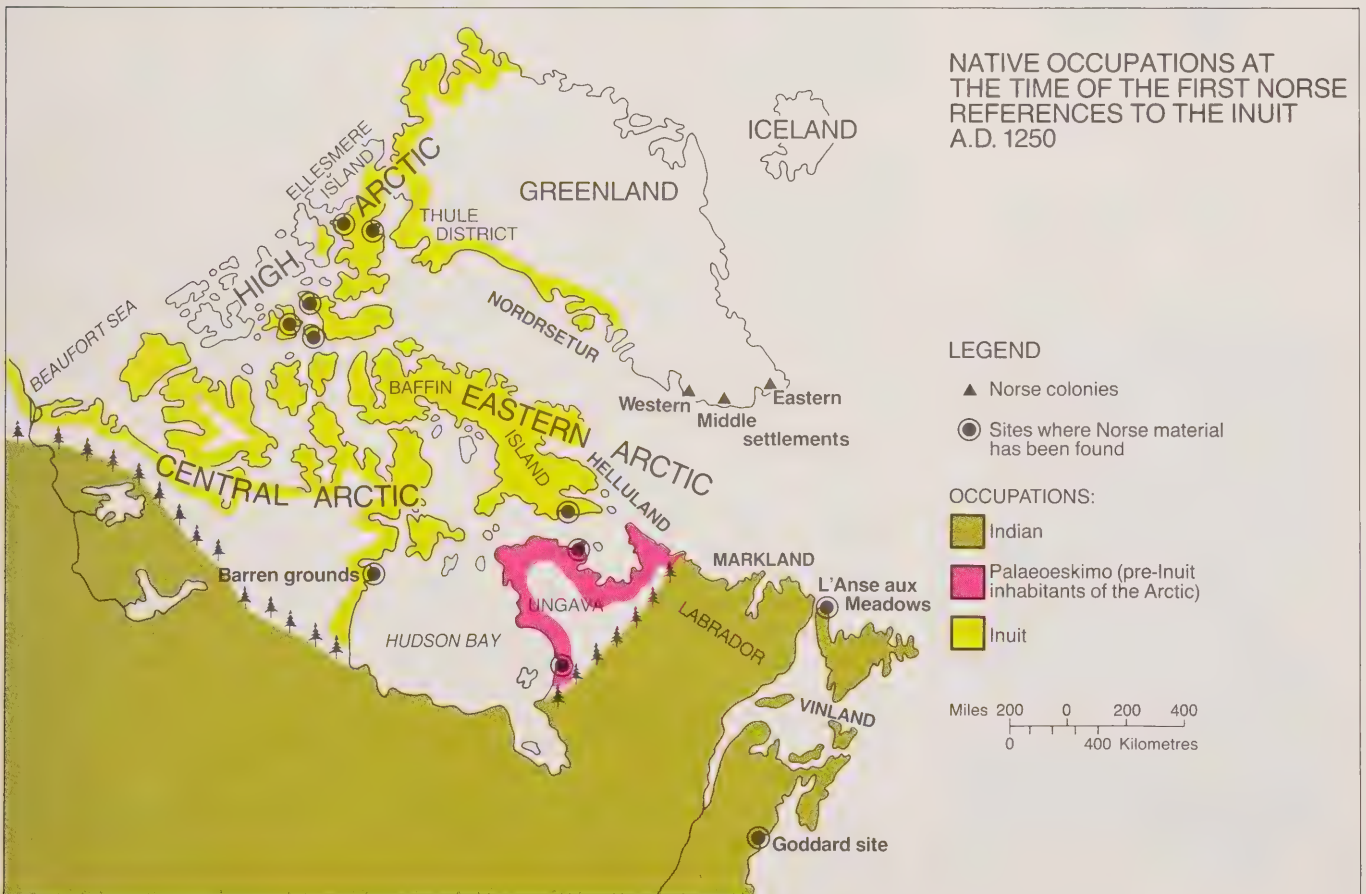 NATIVE OCCUPATIONS AT
THE TIME OF THE FIRST NORSE
REFERENCES TO THE INUIT
A.D. 1250
ICELAND
GREENLAND
ELLESMERE
ISLAND
HIGH ARCTIC
THULE
DISTRICT
BEAUFORT SEA
NORDRSETUR
BAFFIN
ISLAND
EASTERN ARCTIC
Western
Middle
Eastern
settlements
CENTRAL ARCTIC
HELLULAND
Barren grounds
MARKLAND
L'Anse aux
Meadows
UNGAVA
LABRADOR
HUDSON BAY
VINLAND
Goddard site
LEGEND
Norse colonies
Sites where Norse material
has been found
OCCUPATIONS:
Indian
Palaeoeskimo (pre-Inuit
inhabitants of the Arctic)
Inuit
Miles 200 0 200 400
0 400 Kilometres